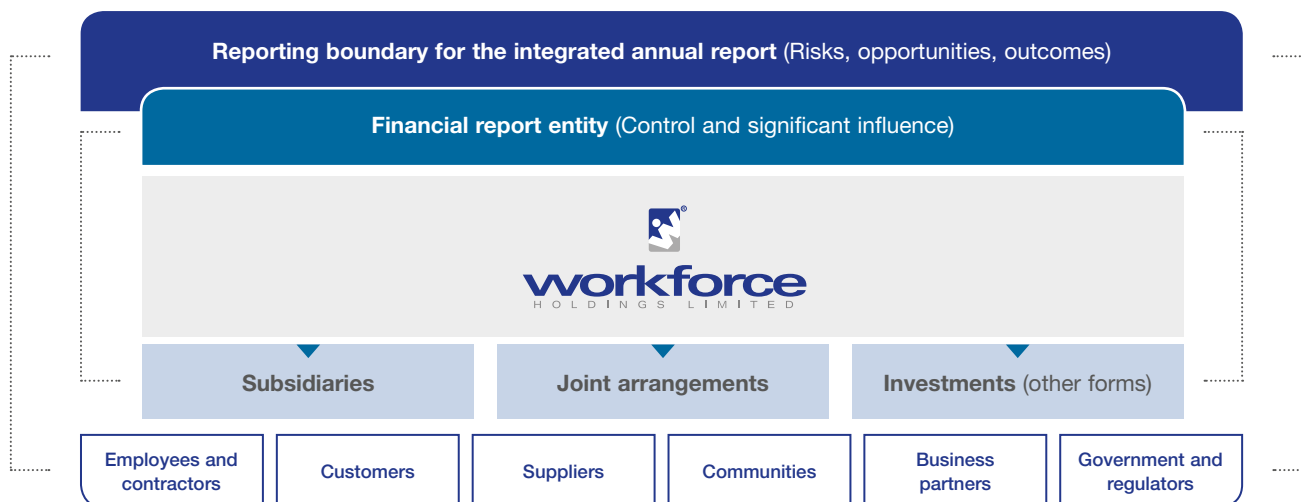 Reporting boundary for the integrated annual report (Risks, opportunities, outcomes)
Financial report entity (Control and significant influence)
®
workforce
HOLDINGS LIMITED
Subsidiaries
Joint arrangements
Investments (other forms)
Employees and
contractors
Customers
Suppliers
Communities
Business
partners
Government and
regulators